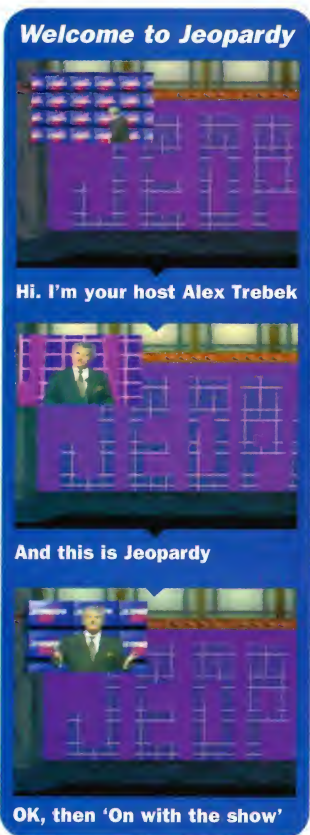 Welcome to Jeopardy
Hi. I'm your host Alex Trebek
And this is Jeopardy
OK, then 'On with the show'